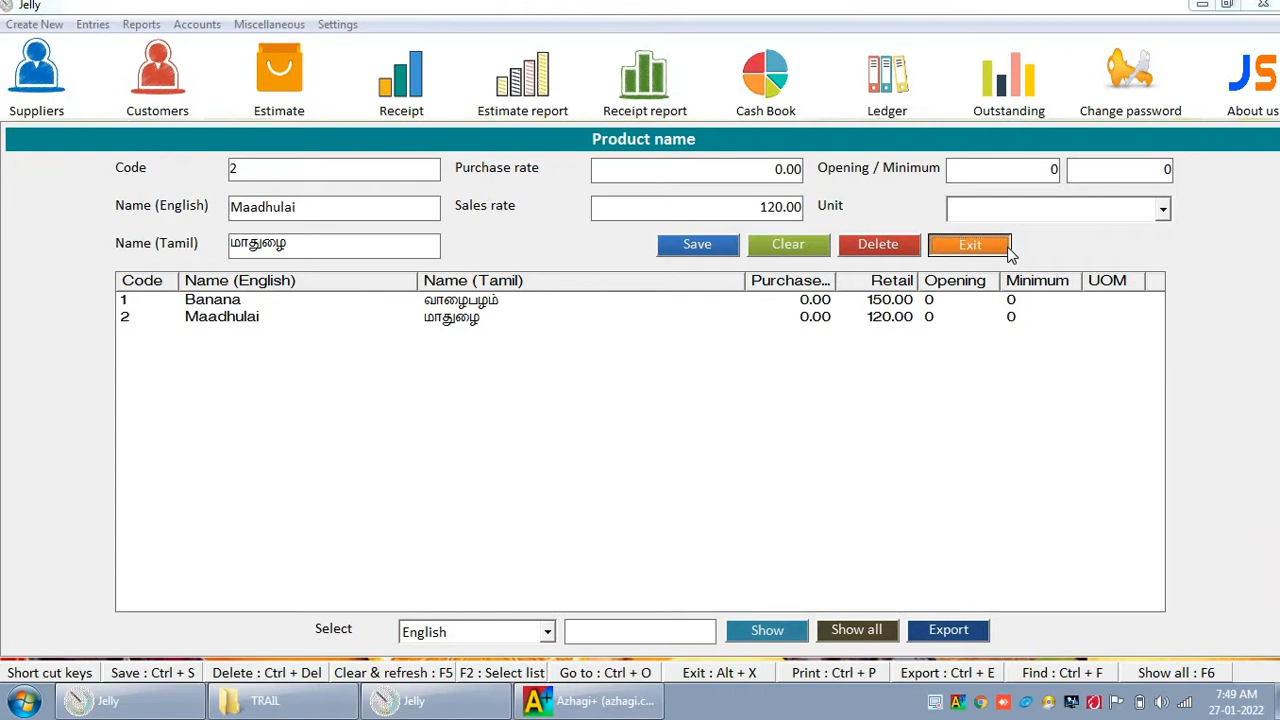 Jelly
Create New Entries Reports Accounts Miscellaneous Settings
Suppliers Customers Estimate Receipt Estimate report Receipt report Cash Book Ledger Outstanding Change password About us
JS
Product name
Code 2 Purchase rate 0.00 Opening / Minimum 0 0
Name (English) Maadhulai Sales rate 120.00 Unit
Name (Tamil) மாதுழை Save Clear Delete Exit
Code Name (English) Name (Tamil) Purchase... Retail Opening Minimum UOM
1 Banana வாழைபழம் 0.00 150.00 0 0
2 Maadhulai மாதுழை 0.00 120.00 0 0
Select English Show Show all Export
Short cut keys Save : Ctrl + S Delete : Ctrl + Del Clear & refresh : F5 F2 : Select list Go to : Ctrl + O Exit : Alt + X Print : Ctrl + P Export : Ctrl + E Find : Ctrl + F Show all : F6
Jelly TRAIL Jelly A+ Azhagi+ (azhagi.c... 7:49 AM
27-01-2022